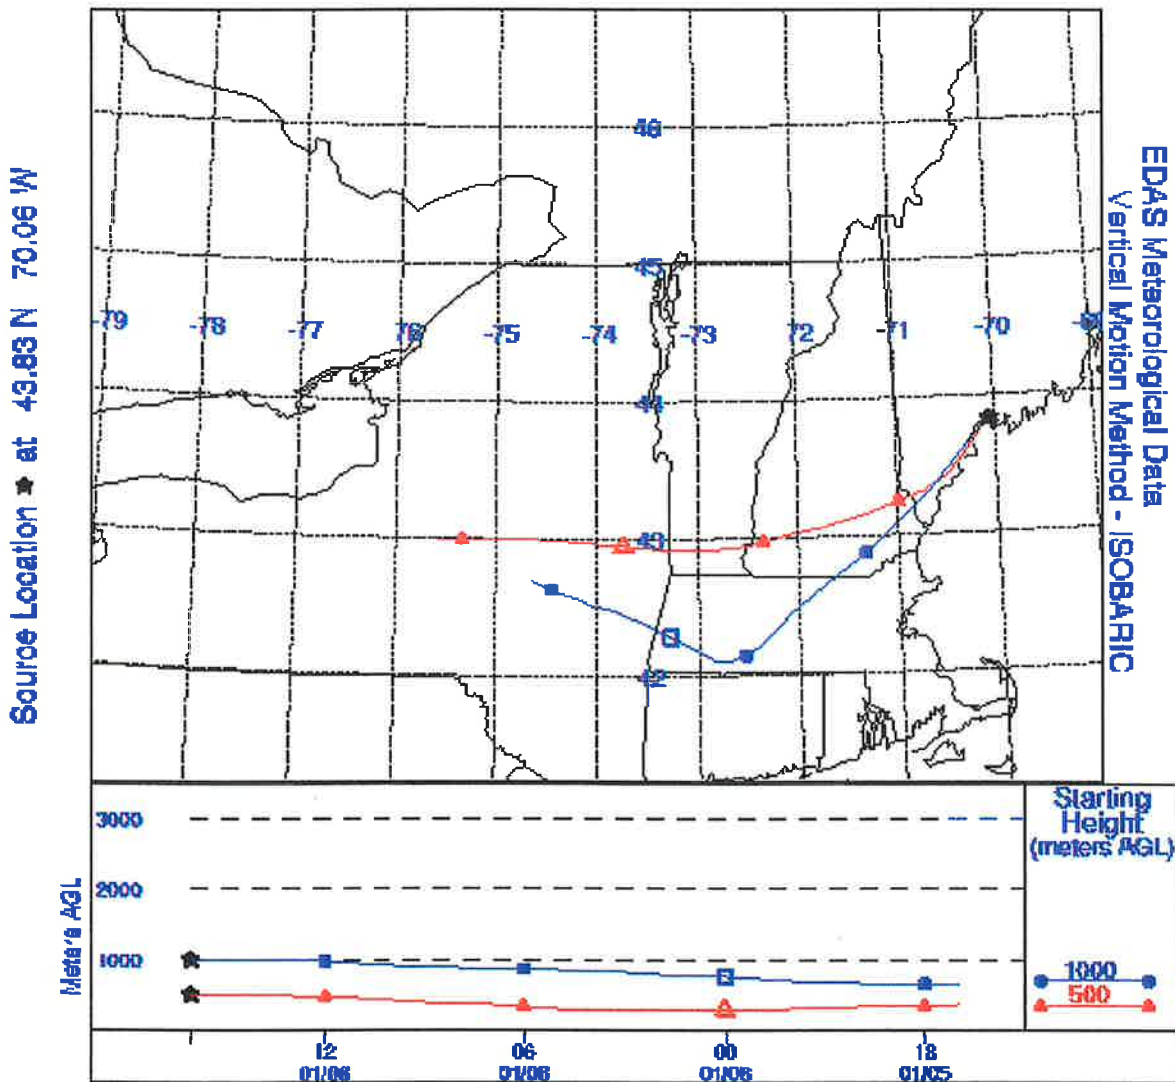 Source Location ★ at 43.83 N 70.06 W
46
45
-79 -78 -77 -76 -75 -74 -73 -72 -71 -70 -69
44
43
42
EDAS Meteorological Data
Vertical Motion Method - ISOBARIC
Meters AGL
3000
2000
1000
12 06 00 18
01/06 01/06 01/06 01/05
Starting
Height
(meters AGL)
1000
500